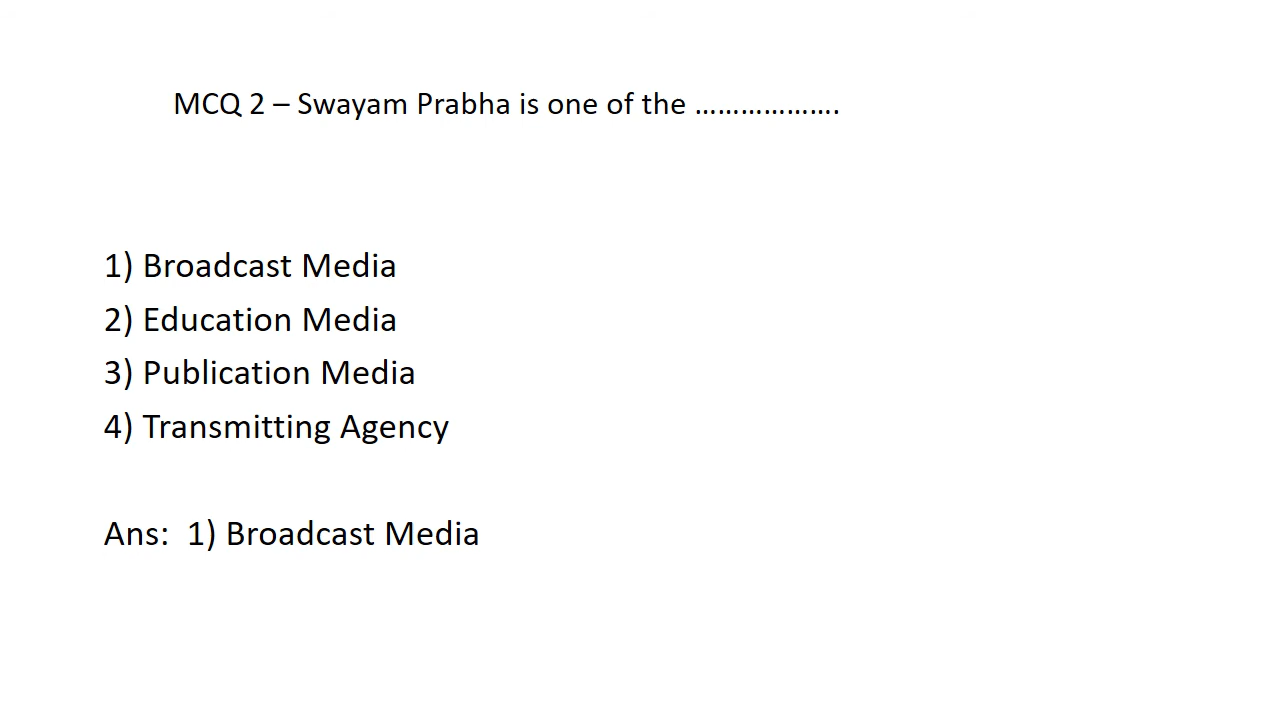 MCQ 2 – Swayam Prabha is one of the ……………….
1) Broadcast Media
2) Education Media
3) Publication Media
4) Transmitting Agency
Ans:  1) Broadcast Media